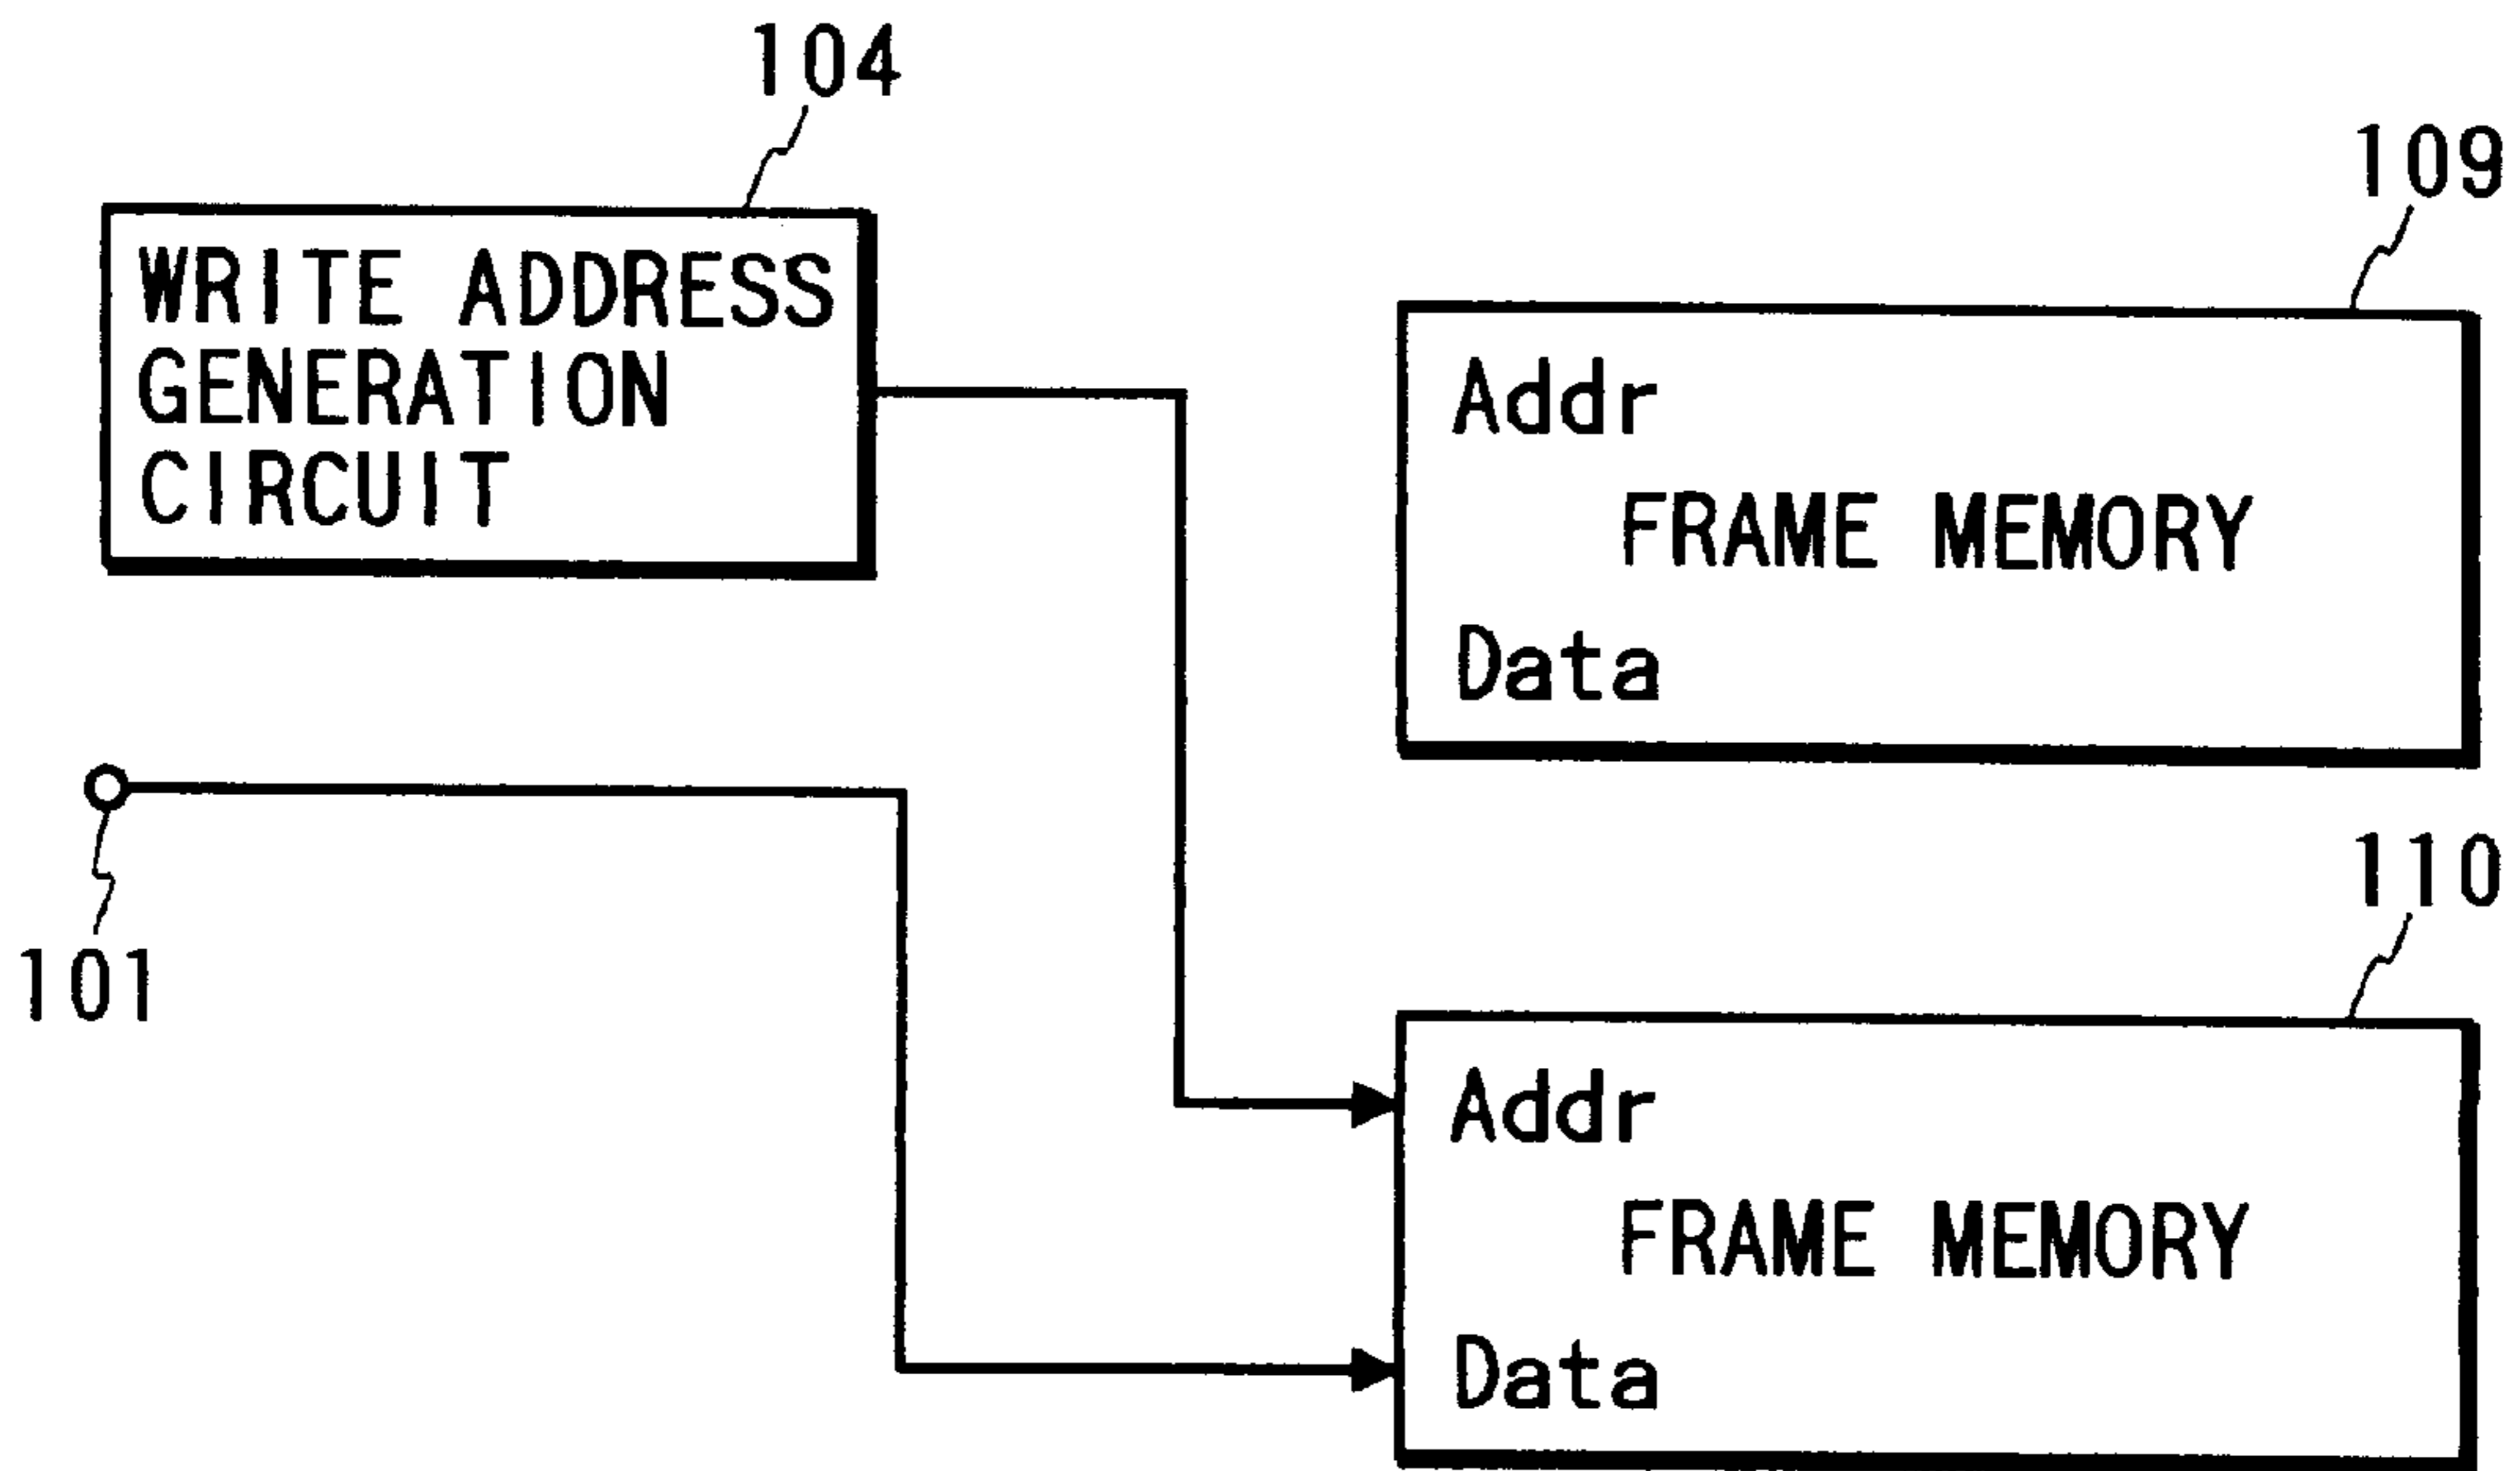 104
WRITE ADDRESS
GENERATION
CIRCUIT
109
Addr
FRAME MEMORY
Data
101
110
Addr
FRAME MEMORY
Data